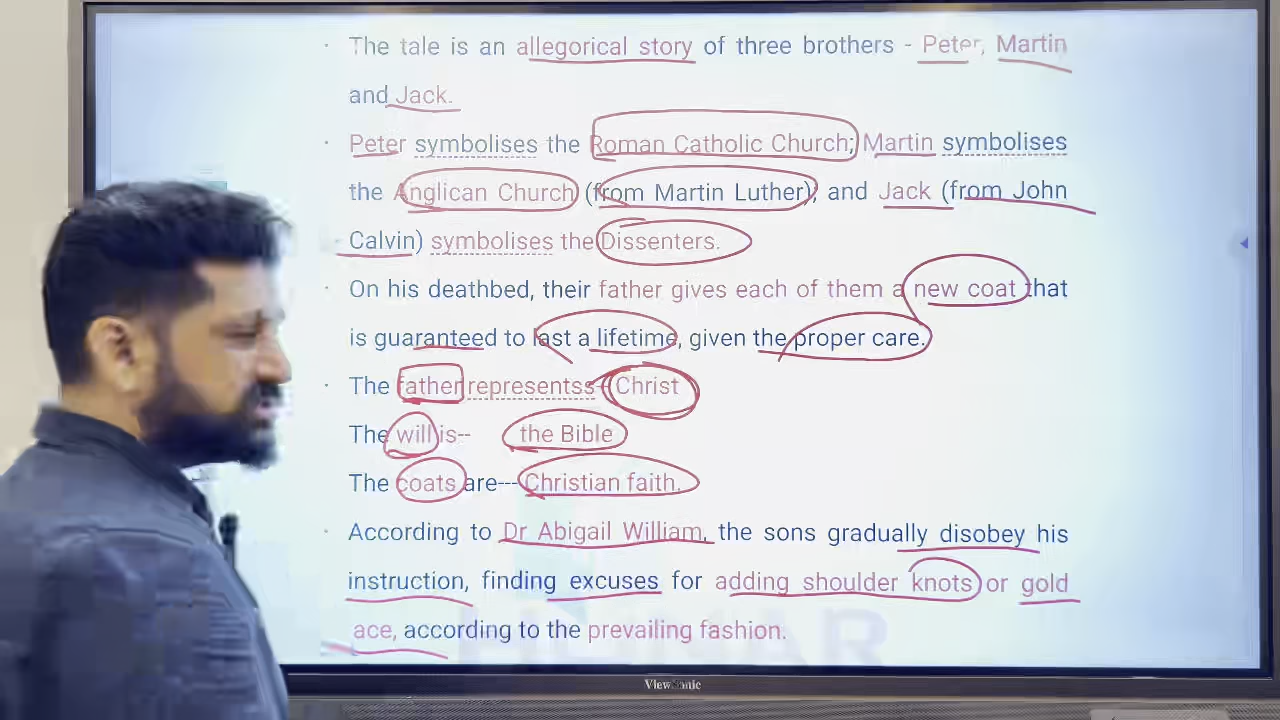 · The tale is an allegorical story of three brothers - Peter, Martin
and Jack.
· Peter symbolises the Roman Catholic Church; Martin symbolises
the Anglican Church (from Martin Luther), and Jack (from John
Calvin) symbolises the Dissenters.
· On his deathbed, their father gives each of them a new coat that
is guaranteed to last a lifetime, given the proper care.
· The father representss-- Christ
The will is-- the Bible
The coats are--- Christian faith.
· According to Dr Abigail William, the sons gradually disobey his
instruction, finding excuses for adding shoulder knots or gold
ace, according to the prevailing fashion.
ViewSonic